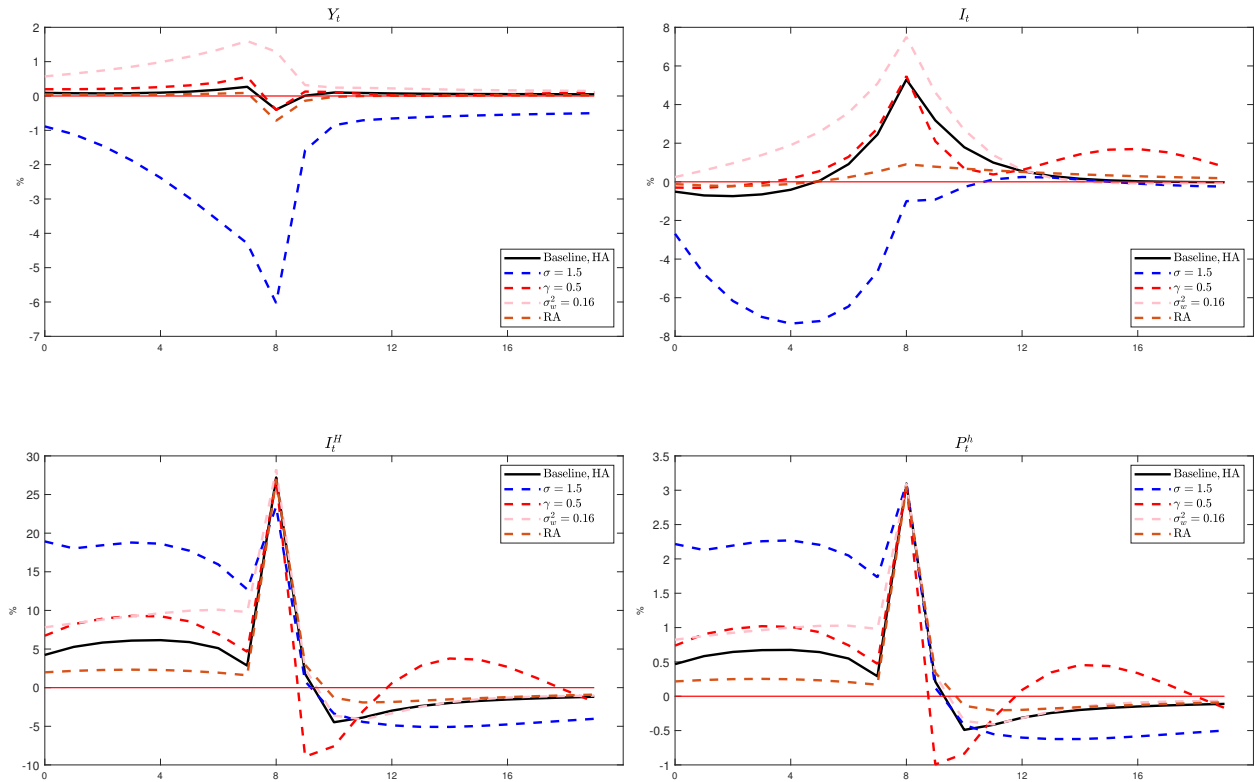 Y_t
2
1
0
-1
-2
-3
-4
-5
-6
-7
%
0 4 8 12 16
Baseline, HA
σ = 1.5
γ = 0.5
σ_w^2 = 0.16
RA
I_t
8
6
4
2
0
-2
-4
-6
-8
%
0 4 8 12 16
Baseline, HA
σ = 1.5
γ = 0.5
σ_w^2 = 0.16
RA
I_t^H
30
25
20
15
10
5
0
-5
-10
%
0 4 8 12 16
Baseline, HA
σ = 1.5
γ = 0.5
σ_w^2 = 0.16
RA
P_t^h
3.5
3
2.5
2
1.5
1
0.5
0
-0.5
-1
%
0 4 8 12 16
Baseline, HA
σ = 1.5
γ = 0.5
σ_w^2 = 0.16
RA